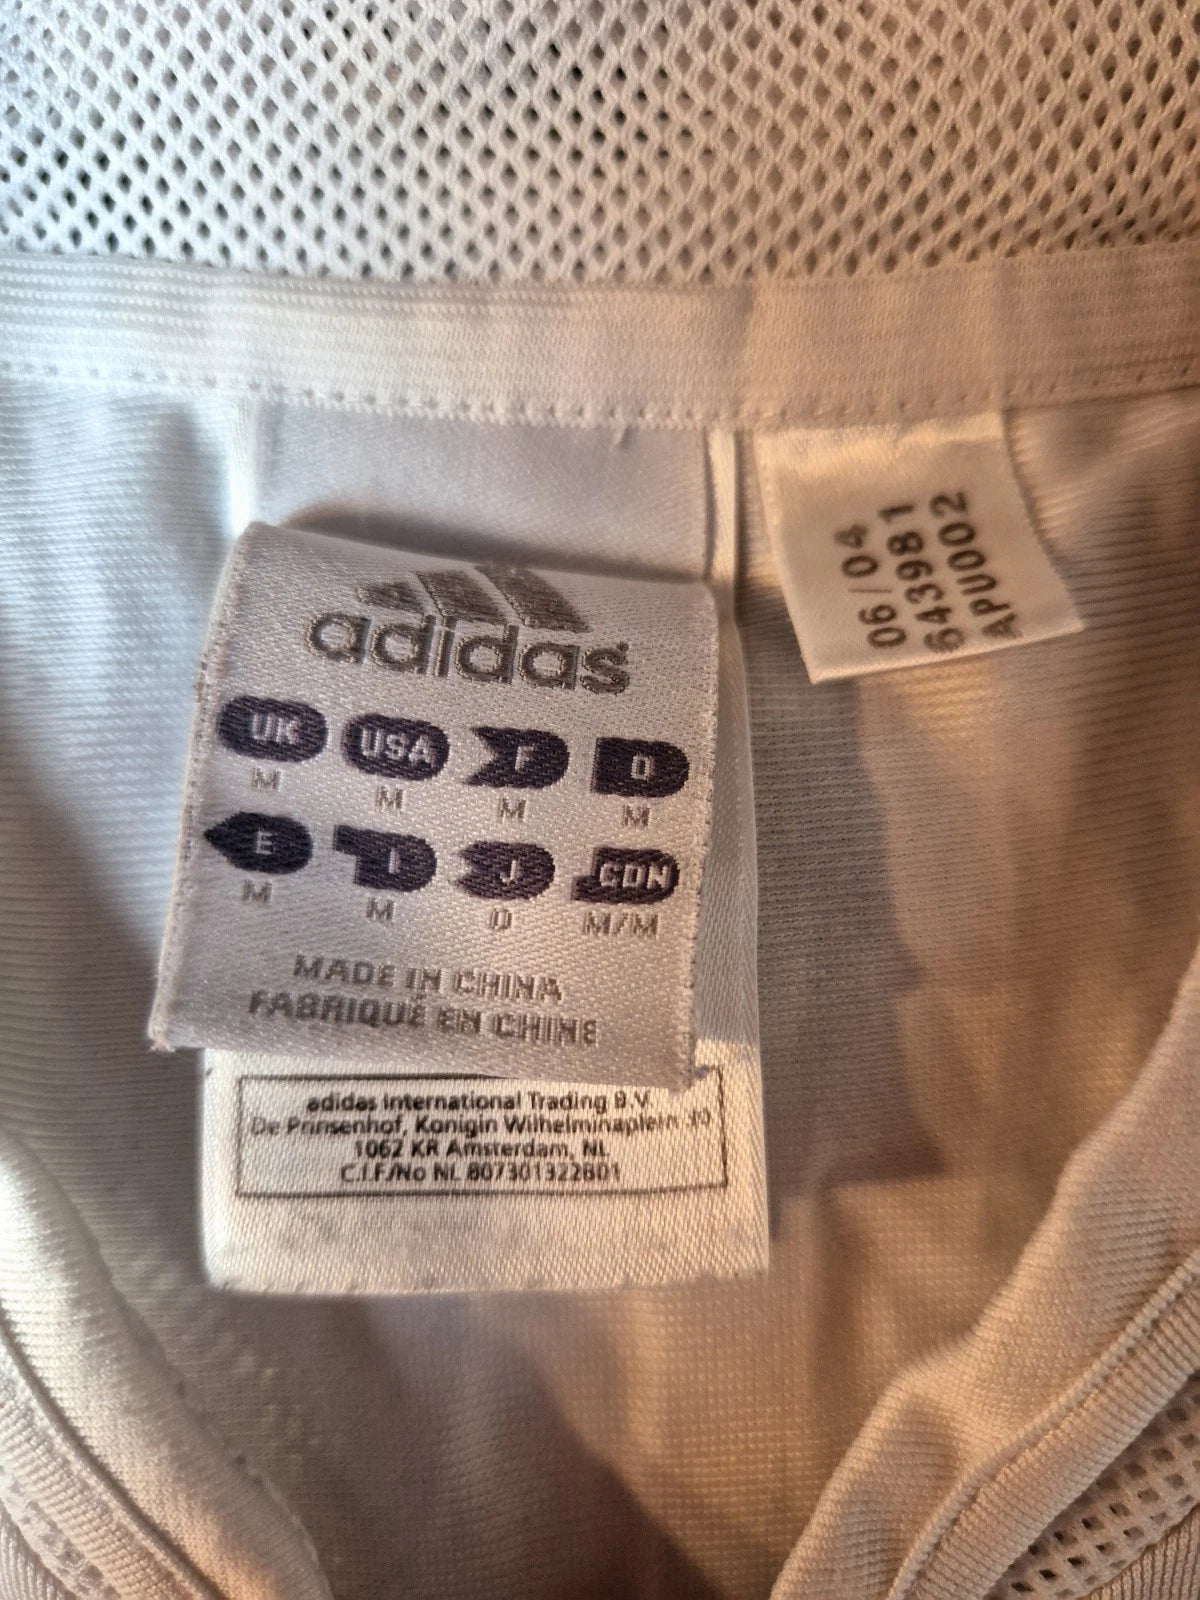 adidas
UK USA F D
M M M M
E I J CDN
M M O M/M
MADE IN CHINA
FABRIQUÉ EN CHINE
adidas International Trading B.V.
De Prinsenhof, Konigin Wilhelminaplein 30
1062 KR Amsterdam, NL
C.I.F/No NL 807301322B01
06/04
643981
APU002